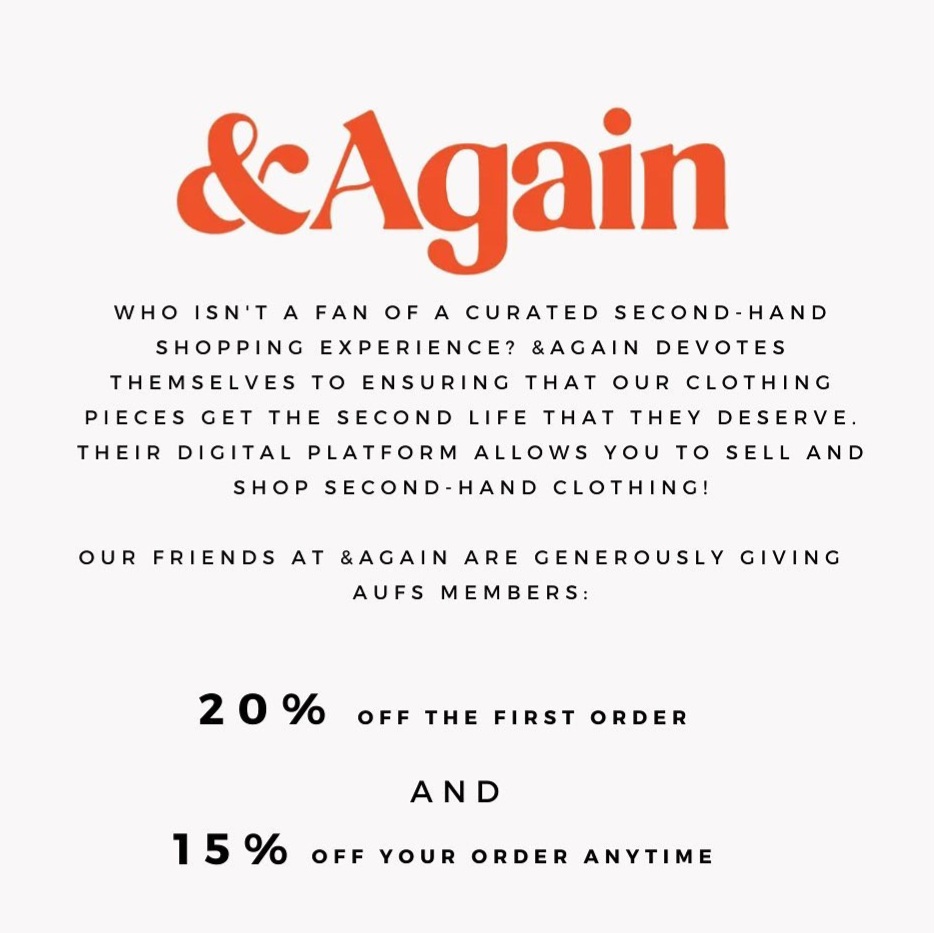 &Again
WHO ISN'T A FAN OF A CURATED SECOND-HAND
SHOPPING EXPERIENCE? &AGAIN DEVOTES
THEMSELVES TO ENSURING THAT OUR CLOTHING
PIECES GET THE SECOND LIFE THAT THEY DESERVE.
THEIR DIGITAL PLATFORM ALLOWS YOU TO SELL AND
SHOP SECOND-HAND CLOTHING!
OUR FRIENDS AT &AGAIN ARE GENEROUSLY GIVING
AUFS MEMBERS:
20% OFF THE FIRST ORDER
AND
15% OFF YOUR ORDER ANYTIME